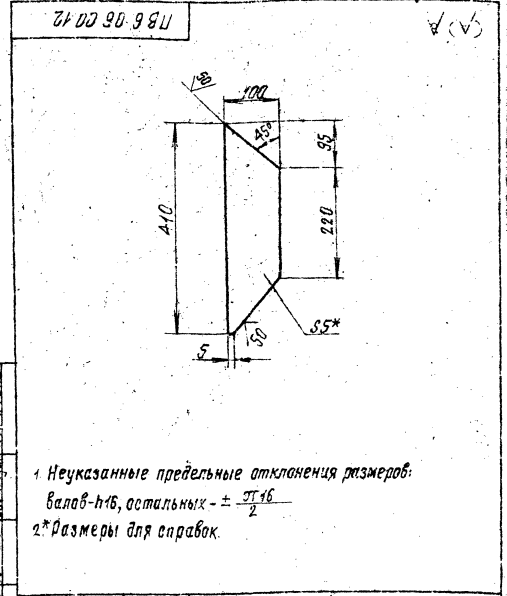 ПВ6 06 00 12
50
100
45°
95
410
220
S5*
50
5
1. Неуказанные предельные отклонения размеров:
валов-h16, остальных - ± IT16/2
2.* Размеры для справок.